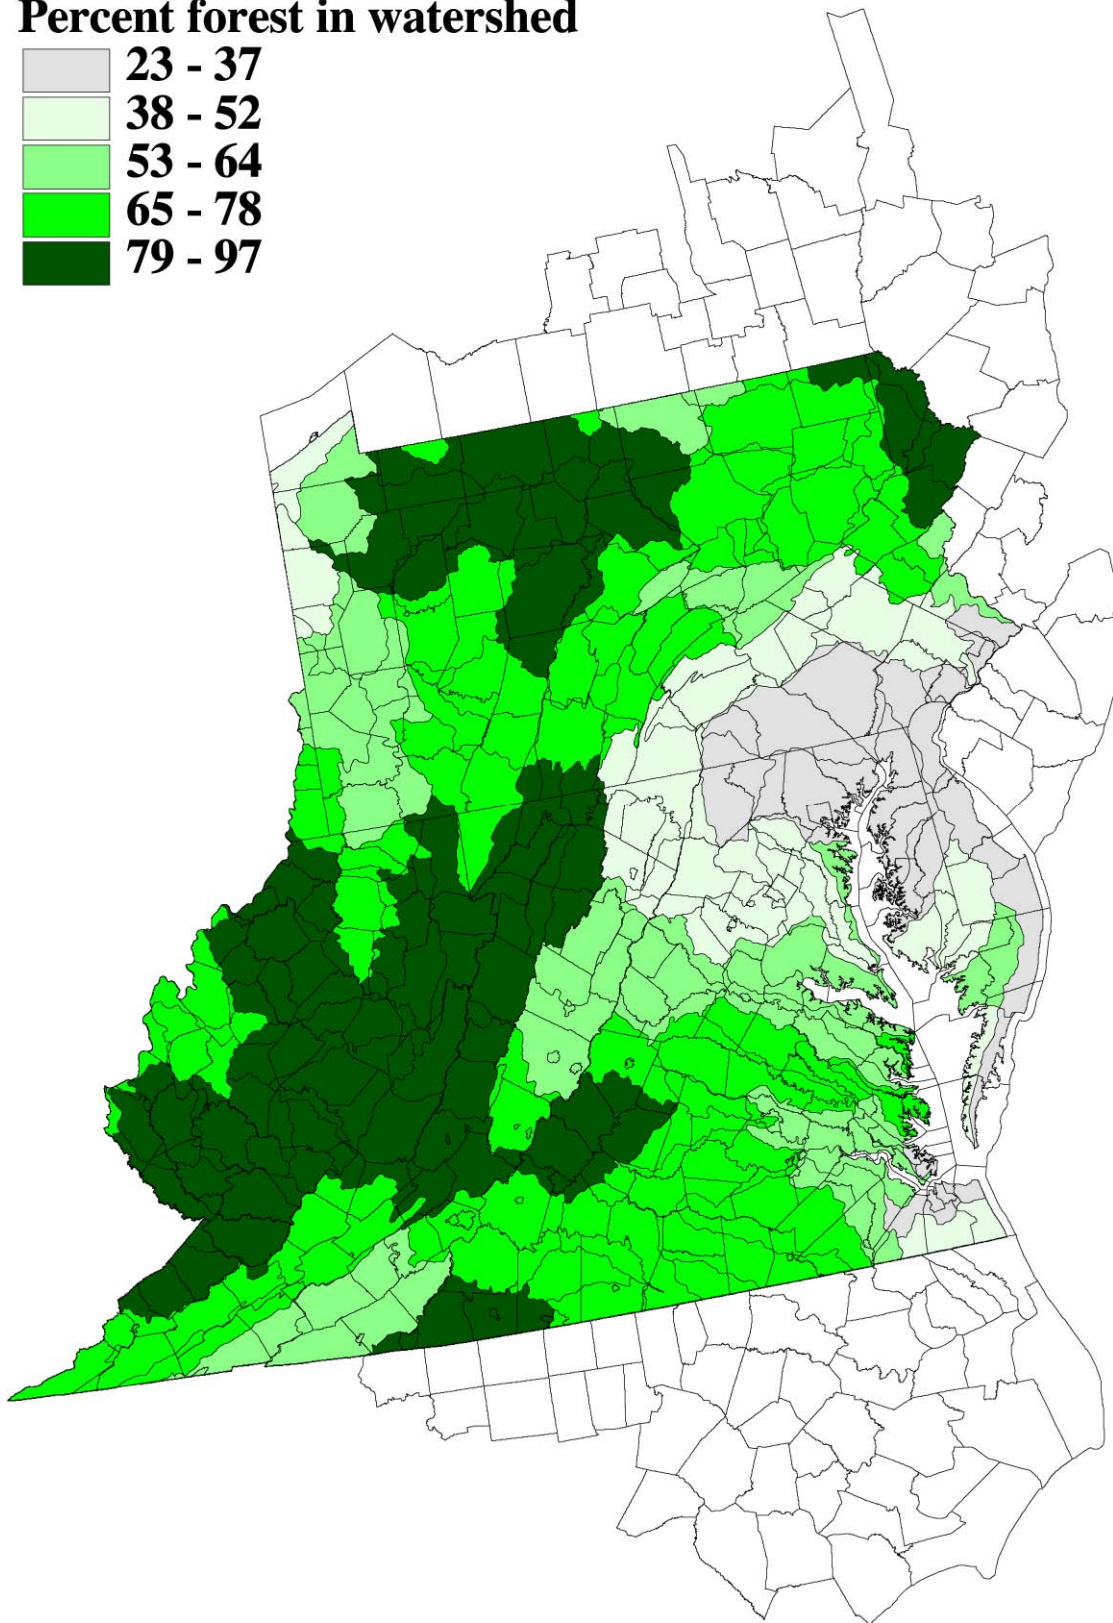 Percent forest in watershed
23 - 37
38 - 52
53 - 64
65 - 78
79 - 97